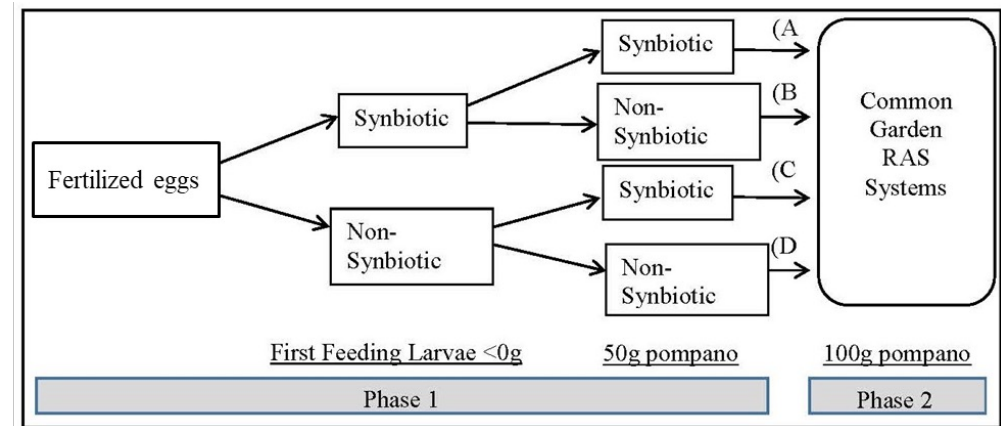 Fertilized eggs
Synbiotic
Non-
Synbiotic
Synbiotic
Non-
Synbiotic
Synbiotic
Non-
Synbiotic
(A
(B
(C
(D
Common
Garden
RAS
Systems
First Feeding Larvae <0g
50g pompano
100g pompano
Phase 1
Phase 2